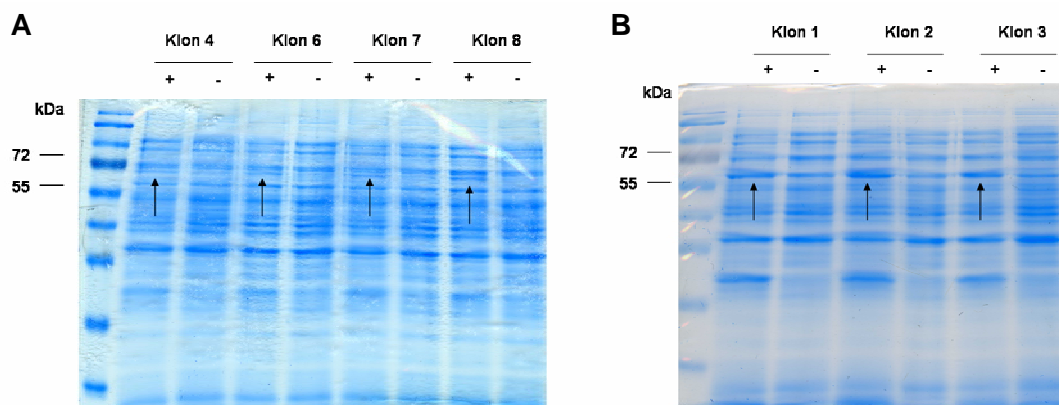 A
Klon 4 Klon 6 Klon 7 Klon 8
+ - + - + - + -
kDa
72
55
B
Klon 1 Klon 2 Klon 3
+ - + - + -
kDa
72
55